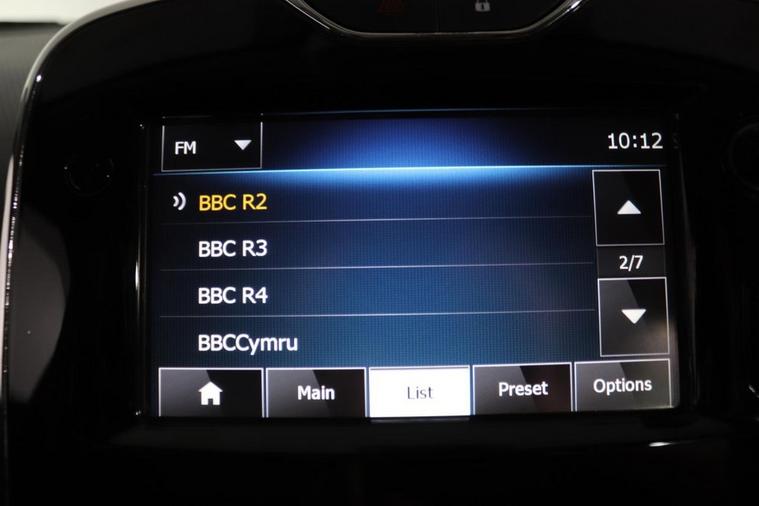 FM
10:12
BBC R2
BBC R3
2/7
BBC R4
BBCCymru
Main
List
Preset
Options